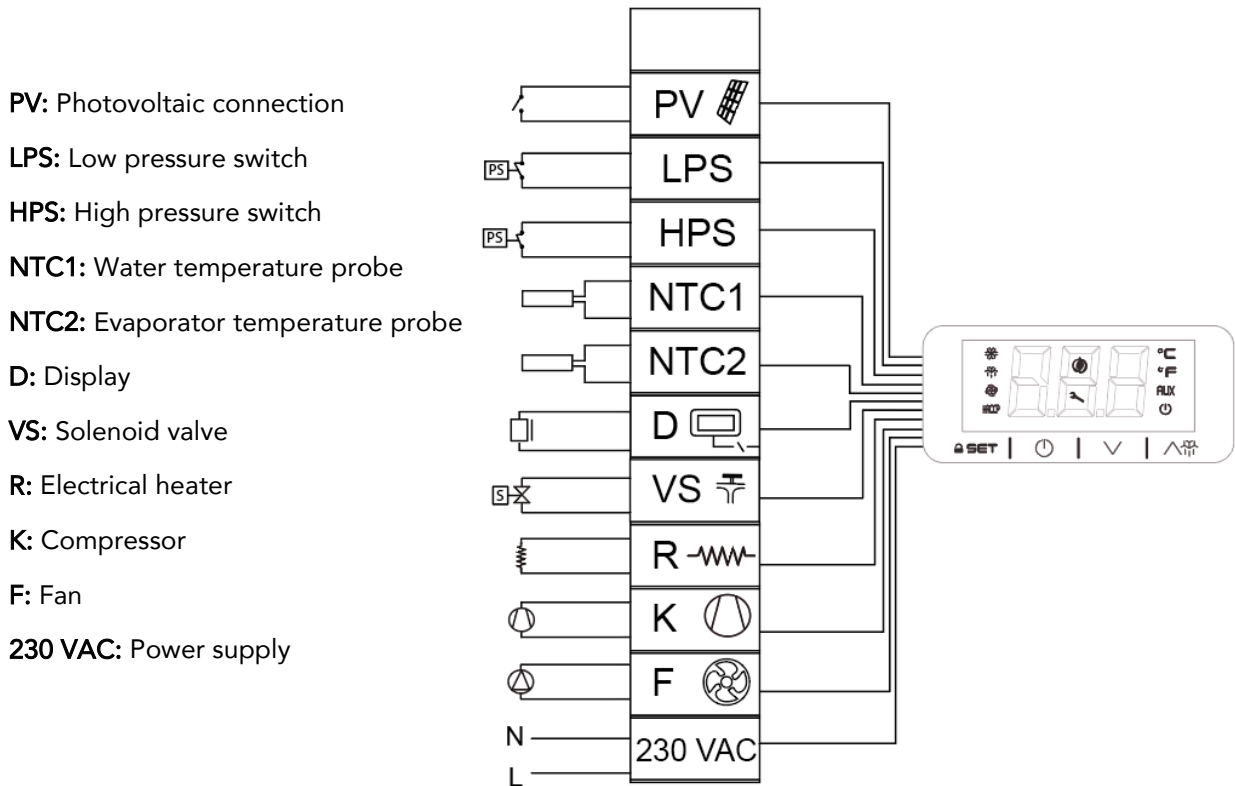 PV: Photovoltaic connection
LPS: Low pressure switch
HPS: High pressure switch
NTC1: Water temperature probe
NTC2: Evaporator temperature probe
D: Display
VS: Solenoid valve
R: Electrical heater
K: Compressor
F: Fan
230 VAC: Power supply
PV
PS LPS
PS HPS
NTC1
NTC2
D
S VS
R
K
F
N
230 VAC
L
°C
°F
AUX
SET